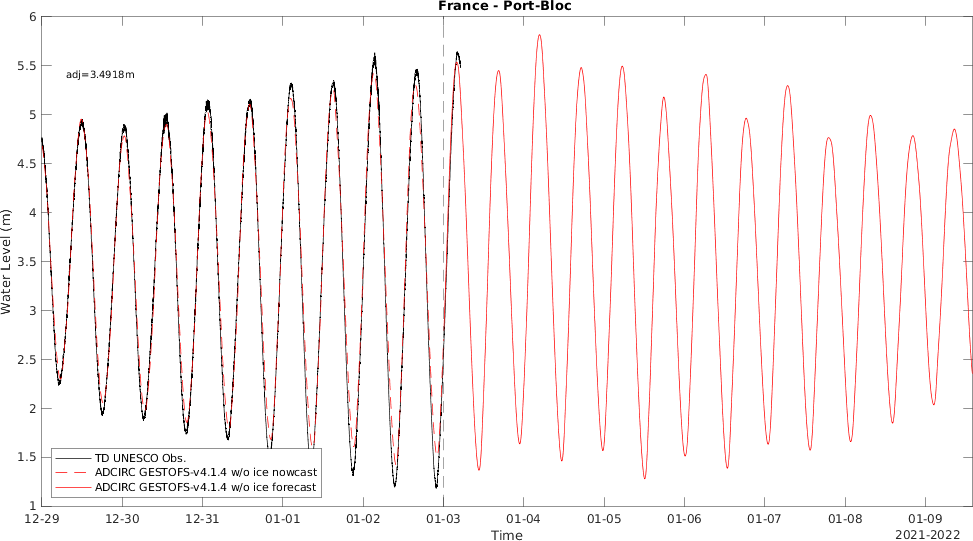 France - Port-Bloc
adj=3.4918m
Water Level (m)
6
5.5
5
4.5
4
3.5
3
2.5
2
1.5
1
TD UNESCO Obs.
ADCIRC GESTOFS-v4.1.4 w/o ice nowcast
ADCIRC GESTOFS-v4.1.4 w/o ice forecast
12-29 12-30 12-31 01-01 01-02 01-03 01-04 01-05 01-06 01-07 01-08 01-09
Time
2021-2022